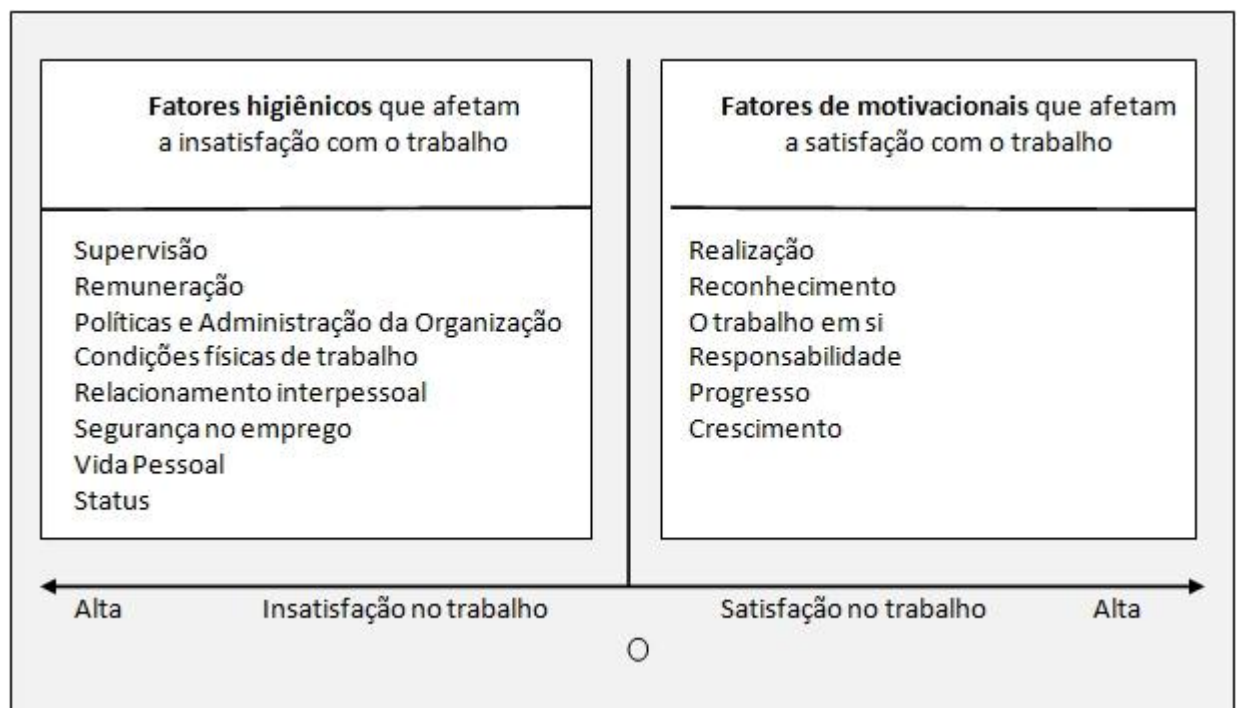 Fatores higiênicos que afetam
a insatisfação com o trabalho
Supervisão
Remuneração
Políticas e Administração da Organização
Condições físicas de trabalho
Relacionamento interpessoal
Segurança no emprego
Vida Pessoal
Status
Fatores de motivacionais que afetam
a satisfação com o trabalho
Realização
Reconhecimento
O trabalho em si
Responsabilidade
Progresso
Crescimento
Alta Insatisfação no trabalho Satisfação no trabalho Alta
O